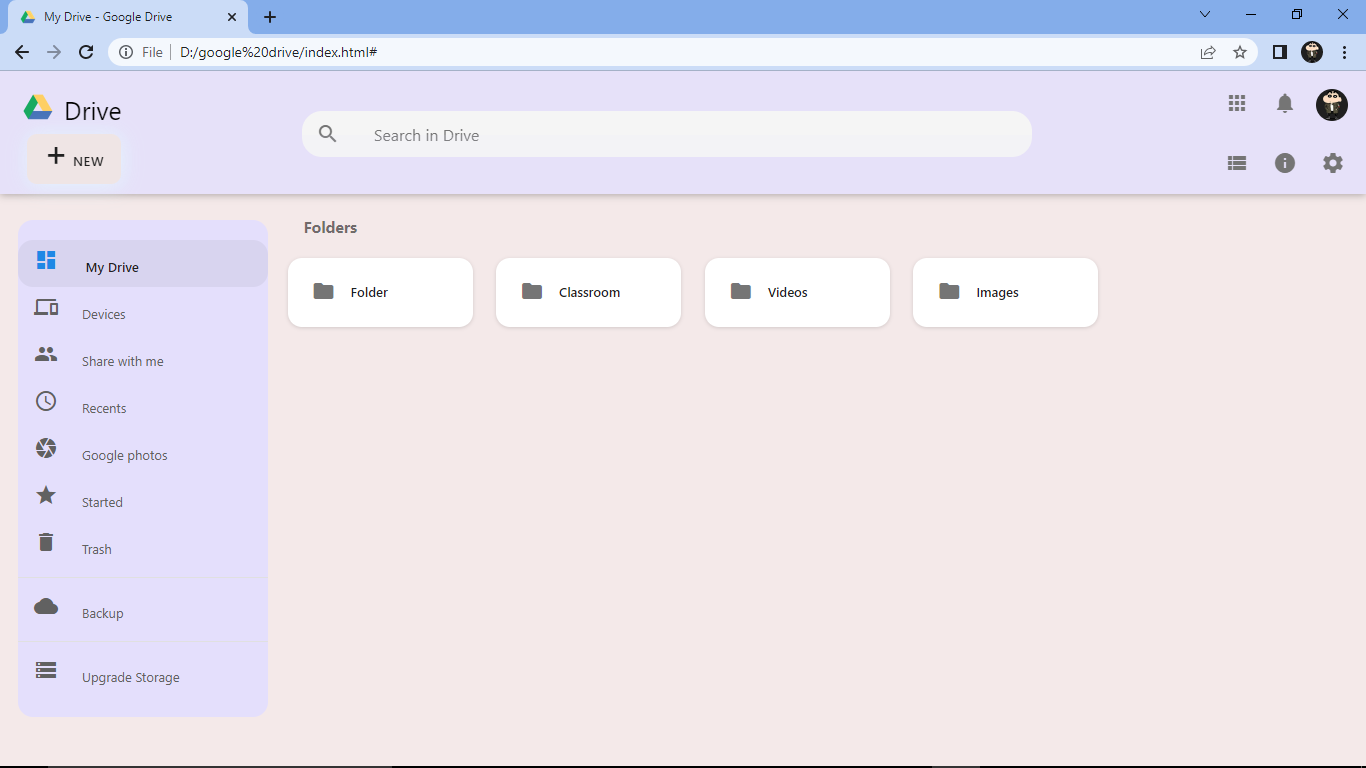 My Drive - Google Drive
File D:/google%20drive/index.html#
Drive
Search in Drive
NEW
Folders
My Drive
Devices
Share with me
Recents
Google photos
Started
Trash
Backup
Upgrade Storage
Folder
Classroom
Videos
Images